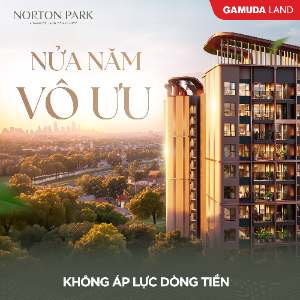 NORTON PARK
GAMUDA LAND
NỬA NĂM
VÔ ƯU
KHÔNG ÁP LỰC DÒNG TIỀN